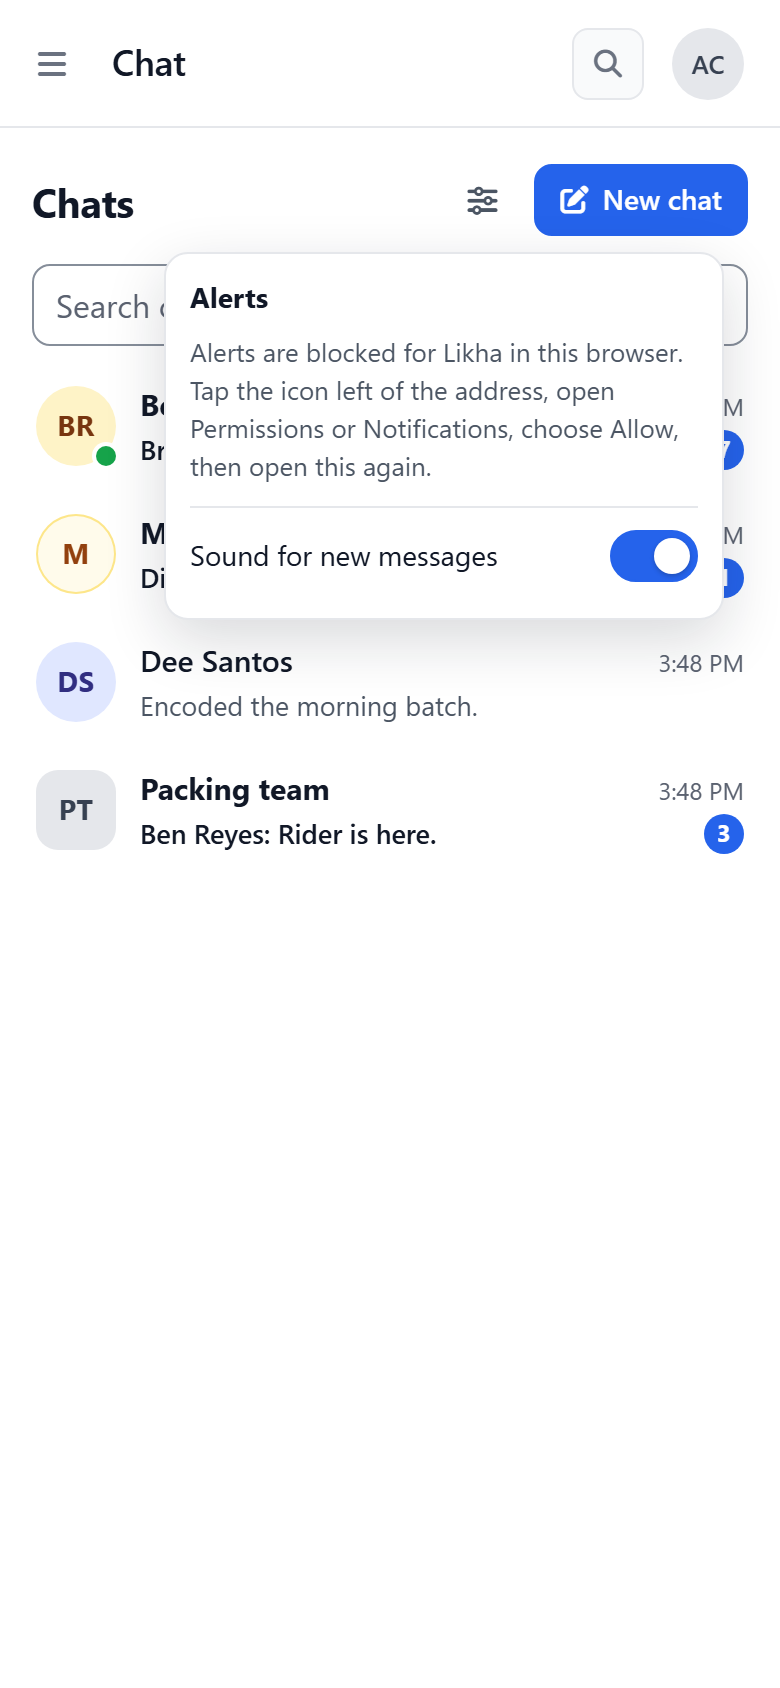 Chat
AC
Chats
New chat
Search
Alerts
Alerts are blocked for Likha in this browser.
Tap the icon left of the address, open
Permissions or Notifications, choose Allow,
then open this again.
Sound for new messages
BR
M
Dee Santos
3:48 PM
DS
Encoded the morning batch.
Packing team
3:48 PM
PT
Ben Reyes: Rider is here.
3